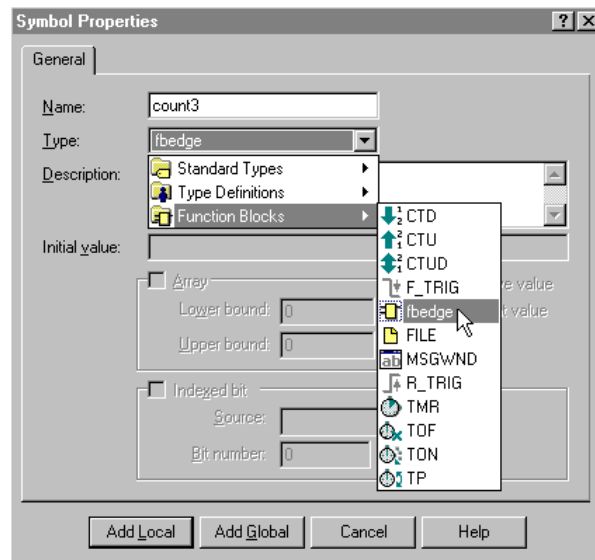 Symbol Properties
General
Name: count3
Type: fbedge
Description:
Standard Types
Type Definitions
Function Blocks
Initial value:
CTD
CTU
CTUD
F_TRIG
fbedge
FILE
MSGWND
R_TRIG
TMR
TOF
TON
TP
Array
e value
Lower bound: 0
t value
Upper bound: 0
Indexed bit
Source:
Bit number: 0
Add Local Add Global Cancel Help